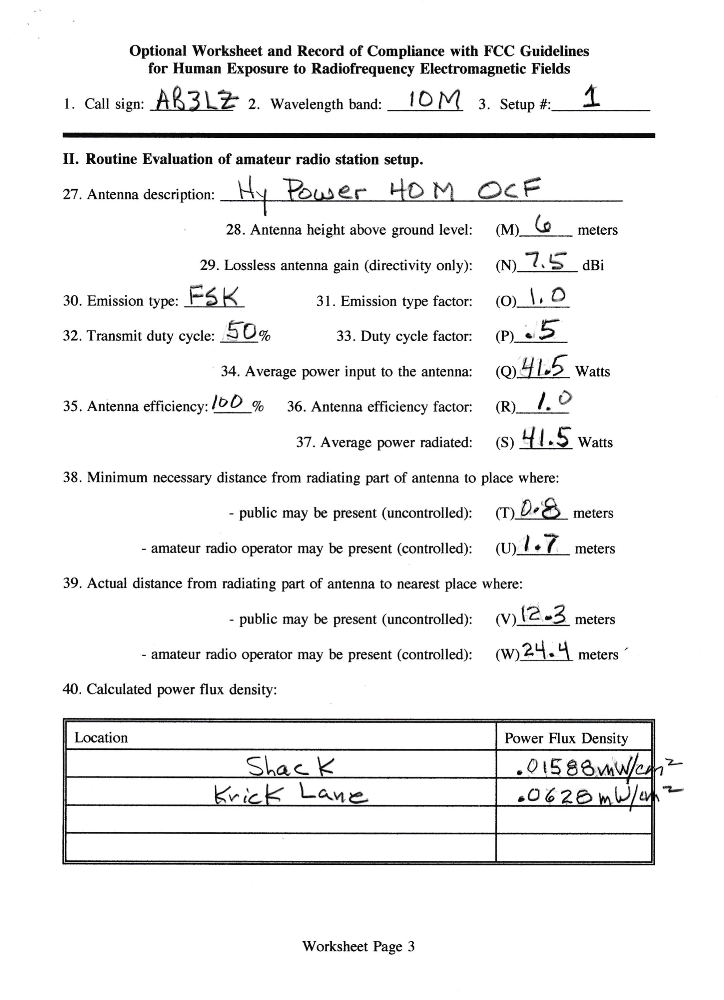 Optional Worksheet and Record of Compliance with FCC Guidelines
for Human Exposure to Radiofrequency Electromagnetic Fields
1. Call sign: AB3LZ 2. Wavelength band: 10M 3. Setup #: 1
II. Routine Evaluation of amateur radio station setup.
27. Antenna description: Hy Power 40M OCF
28. Antenna height above ground level: (M) 6 meters
29. Lossless antenna gain (directivity only): (N) 7.5 dBi
30. Emission type: FSK 31. Emission type factor: (O) 1.0
32. Transmit duty cycle: 50% 33. Duty cycle factor: (P) .5
34. Average power input to the antenna: (Q) 41.5 Watts
35. Antenna efficiency: 100 % 36. Antenna efficiency factor: (R) 1.0
37. Average power radiated: (S) 41.5 Watts
38. Minimum necessary distance from radiating part of antenna to place where:
- public may be present (uncontrolled): (T) 0.8 meters
- amateur radio operator may be present (controlled): (U) 1.7 meters
39. Actual distance from radiating part of antenna to nearest place where:
- public may be present (uncontrolled): (V) 12.3 meters
- amateur radio operator may be present (controlled): (W) 24.4 meters
40. Calculated power flux density:
Location Power Flux Density
Shack .01588mW/cm²
Krick Lane .0628mW/cm²
Worksheet Page 3